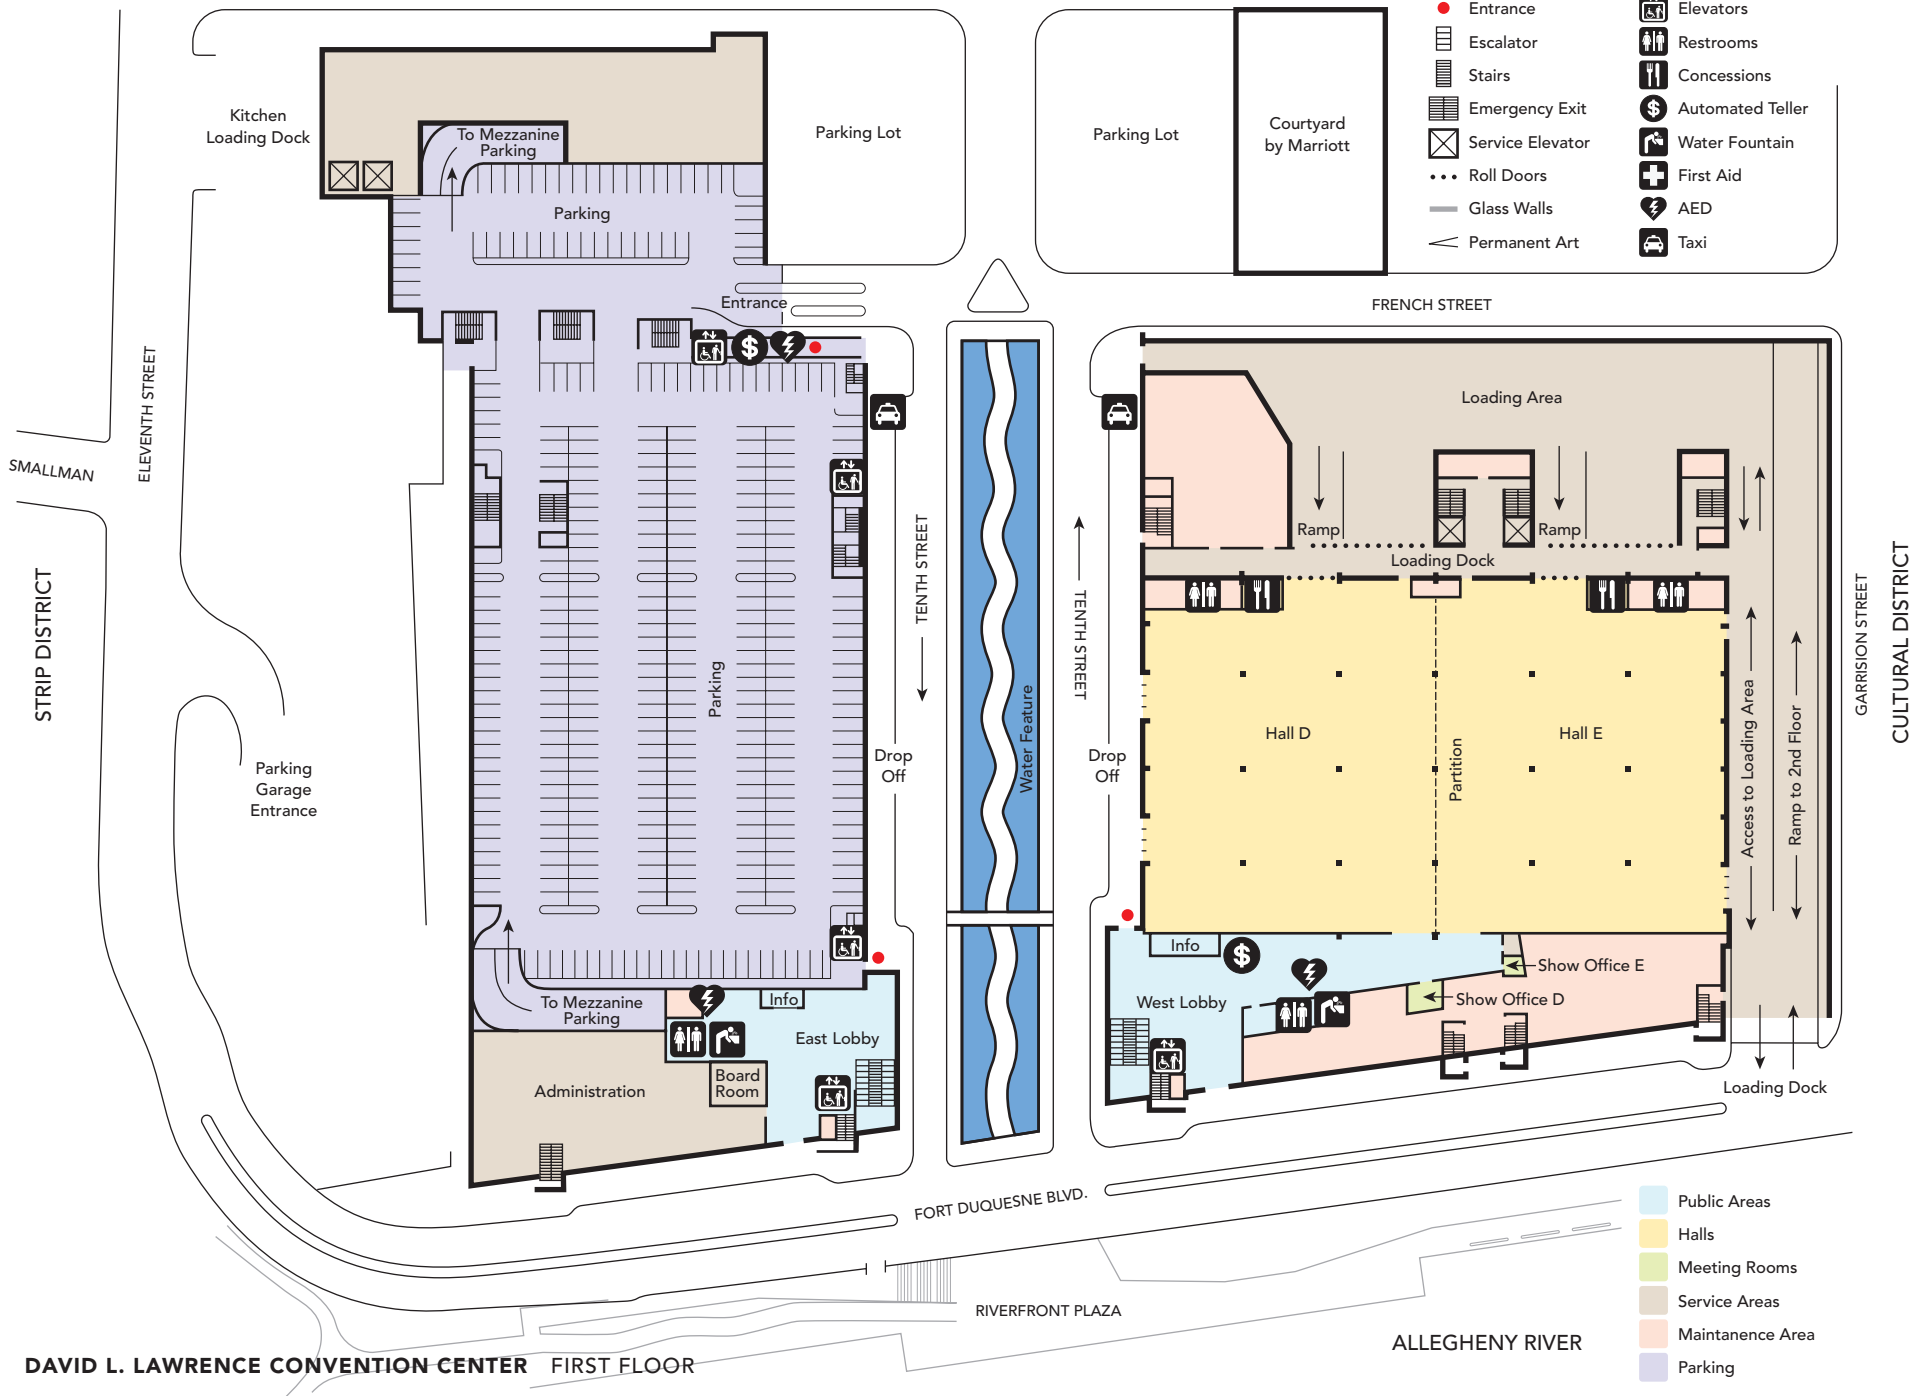 Entrance
Escalator
Stairs
Emergency Exit
Service Elevator
Roll Doors
Glass Walls
Permanent Art
Elevators
Restrooms
Concessions
Automated Teller
Water Fountain
First Aid
AED
Taxi
Kitchen
Loading Dock
To Mezzanine
Parking
Parking
Parking Lot
Parking Lot
Courtyard
by Marriott
Entrance
FRENCH STREET
ELEVENTH STREET
SMALLMAN
STRIP DISTRICT
Parking
Garage
Entrance
Parking
TENTH STREET
TENTH STREET
Water Feature
Drop
Off
Drop
Off
Loading Area
Ramp
Ramp
Loading Dock
Hall D
Hall E
Partition
Access to Loading Area
Ramp to 2nd Floor
GARRISION STREET
CULTURAL DISTRICT
Info
West Lobby
Show Office E
Show Office D
Loading Dock
To Mezzanine
Parking
Info
East Lobby
Board
Room
Administration
FORT DUQUESNE BLVD.
RIVERFRONT PLAZA
ALLEGHENY RIVER
Public Areas
Halls
Meeting Rooms
Service Areas
Maintanence Area
Parking
DAVID L. LAWRENCE CONVENTION CENTER FIRST FLOOR